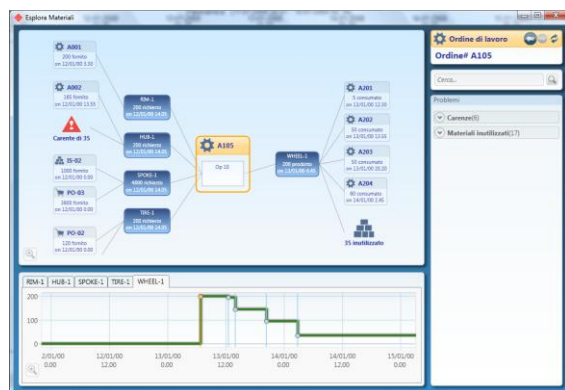 Esplora Materiali
A001
200 fornito
on 12/01/00 3.30
A002
165 fornito
on 12/01/00 13.33
Carente di 35
IS-02
1000 fornito
on 12/01/00 0.00
PO-03
3800 fornito
on 12/01/00 0.00
PO-02
120 fornito
on 12/01/00 0.00
RIM-1
200 richiesto
on 12/01/00 14.05
HUB-1
200 richiesto
on 12/01/00 14.05
SPOKE-1
4800 richiesto
on 12/01/00 14.05
TIRE-1
200 richiesto
on 12/01/00 14.05
A105
Op 10
WHEEL-1
200 prodotto
on 13/01/00 6.45
A201
5 consumato
on 13/01/00 12.30
A202
50 consumato
on 13/01/00 13.55
A203
50 consumato
on 13/01/00 20.20
A204
60 consumato
on 14/01/00 2.45
35 inutilizzato
Ordine di lavoro
Ordine# A105
Cerca...
Problemi
Carenze(6)
Materiali inutilizzati(17)
RIM-1 HUB-1 SPOKE-1 TIRE-1 WHEEL-1
200
100
0
2/01/00 12/01/00 13/01/00 13/01/00 14/01/00 14/01/00 15/01/00
0.00 12.00 0.00 12.00 0.00 12.00 0.00